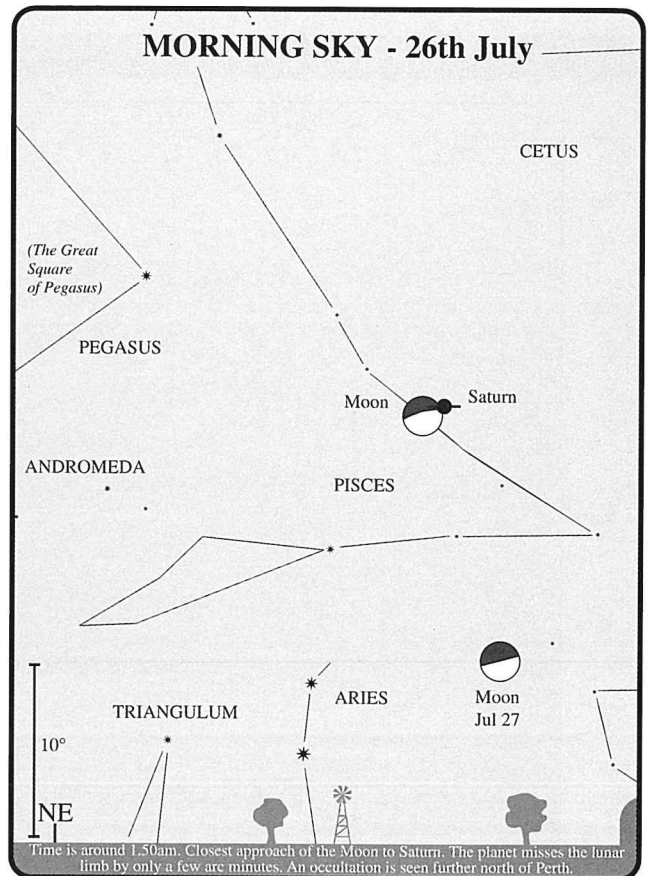 MORNING SKY - 26th July
CETUS
(The Great
Square
of Pegasus)
PEGASUS
Moon
Saturn
ANDROMEDA
PISCES
ARIES
Moon
Jul 27
TRIANGULUM
10°
NE
Time is around 1.50am. Closest approach of the Moon to Saturn. The planet misses the lunar
limb by only a few arc minutes. An occultation is seen further north of Perth.